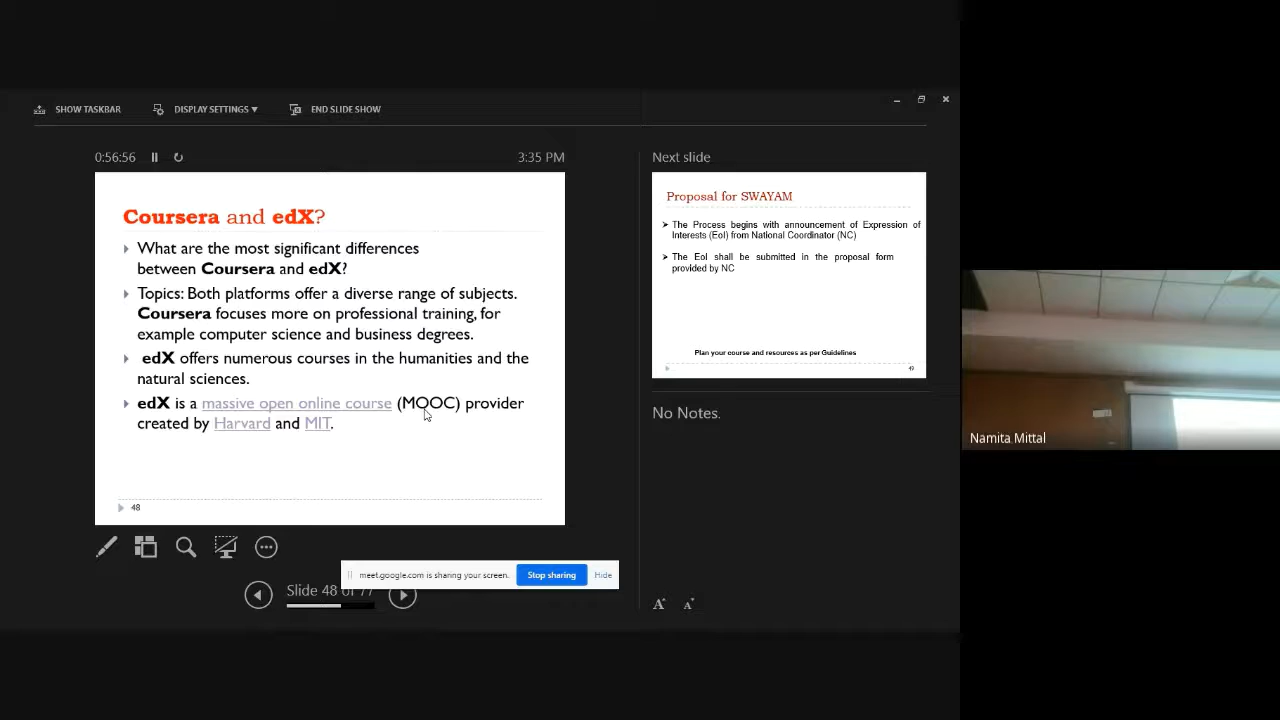 SHOW TASKBAR
DISPLAY SETTINGS
END SLIDE SHOW
0:56:56
3:35 PM
Coursera and edX?
What are the most significant differences
between Coursera and edX?
Topics: Both platforms offer a diverse range of subjects.
Coursera focuses more on professional training, for
example computer science and business degrees.
edX offers numerous courses in the humanities and the
natural sciences.
edX is a massive open online course (MOOC) provider
created by Harvard and MIT.
48
meet.google.com is sharing your screen.
Stop sharing
Hide
Slide 48 of 77
Next slide
Proposal for SWAYAM
The Process begins with announcement of Expression of
Interests (EoI) from National Coordinator (NC)
The EoI shall be submitted in the proposal form
provided by NC
Plan your course and resources as per Guidelines
49
No Notes.
A
A
Namita Mittal